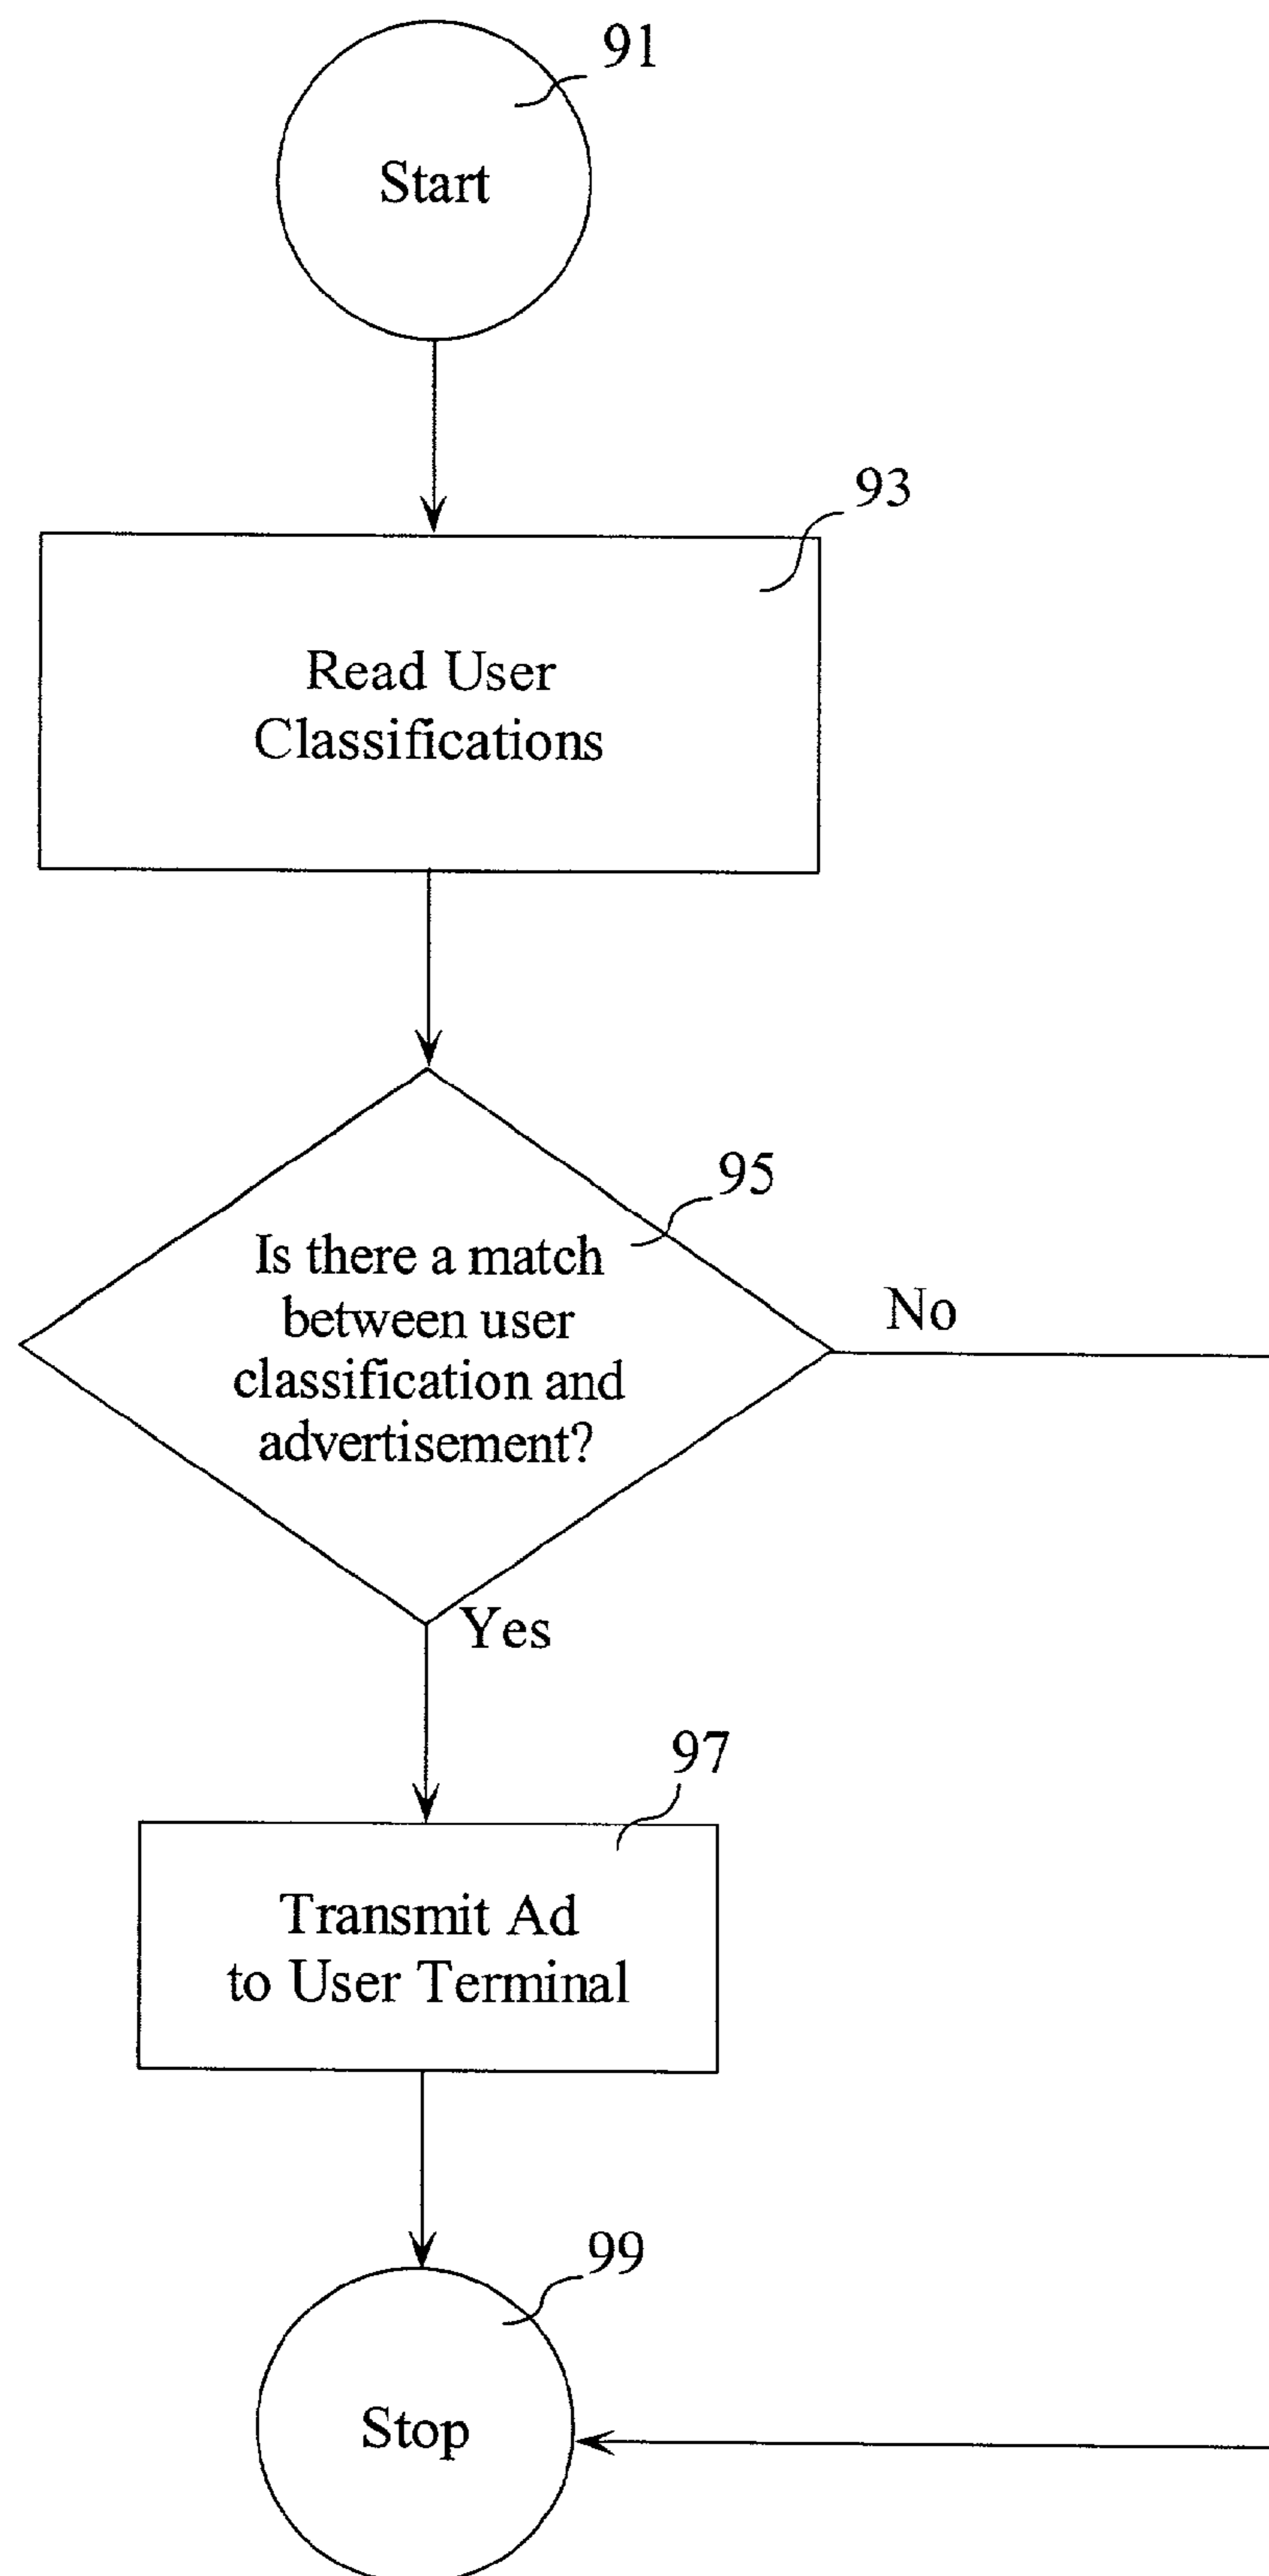 91
Start
93
Read User
Classifications
95
Is there a match
between user
classification and
advertisement?
No
Yes
97
Transmit Ad
to User Terminal
99
Stop